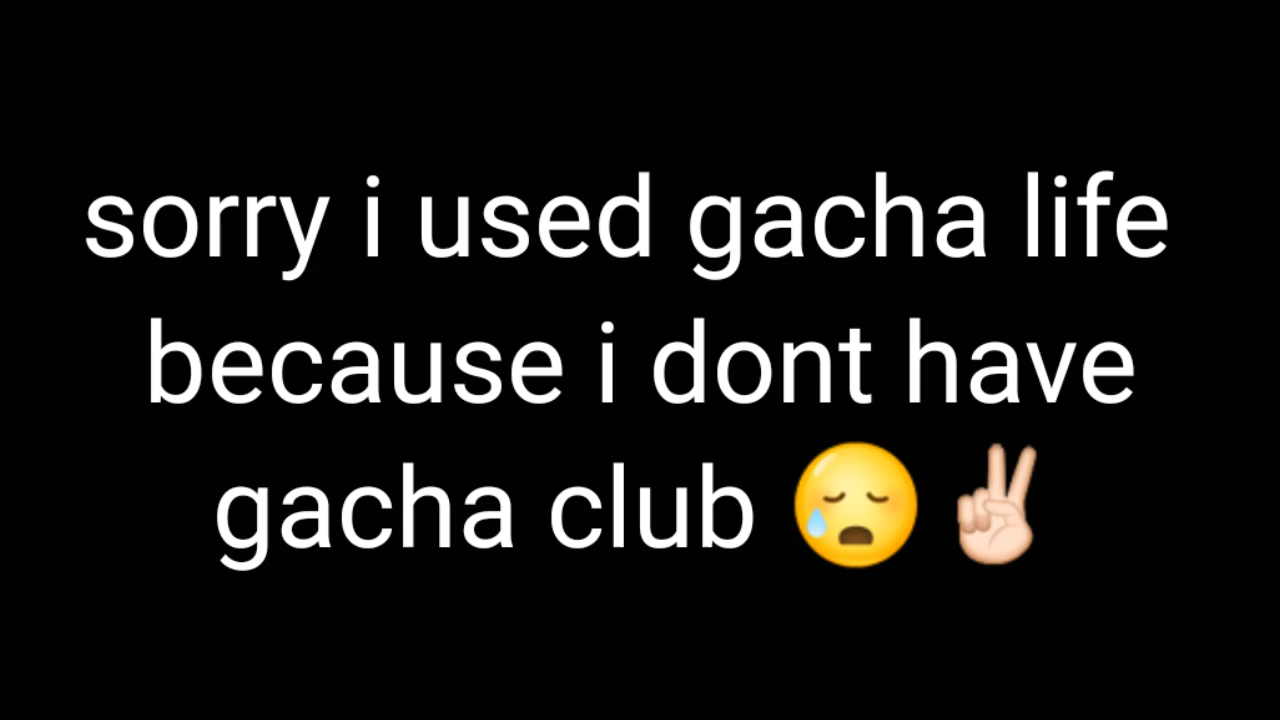 sorry i used gacha life
because i dont have
gacha club 😥✌🏻